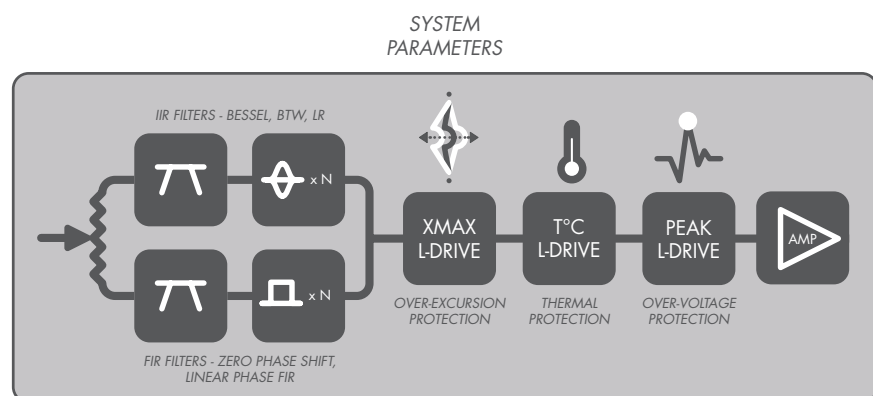 SYSTEM
PARAMETERS
IIR FILTERS - BESSEL, BTW, LR
x N
XMAX
L-DRIVE
T°C
L-DRIVE
PEAK
L-DRIVE
AMP
x N
OVER-EXCURSION
PROTECTION
THERMAL
PROTECTION
OVER-VOLTAGE
PROTECTION
FIR FILTERS - ZERO PHASE SHIFT,
LINEAR PHASE FIR